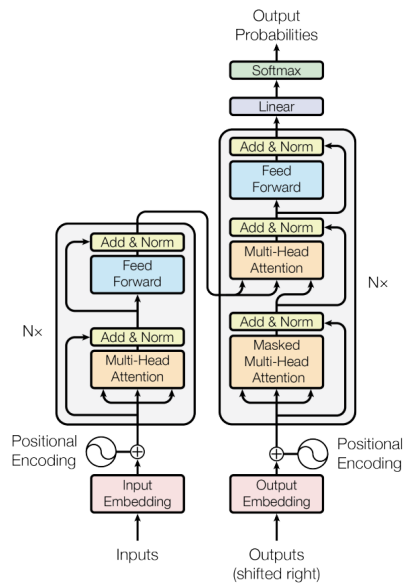 Output
Probabilities
Softmax
Linear
Add & Norm
Feed
Forward
Add & Norm
Multi-Head
Attention
Add & Norm
Masked
Multi-Head
Attention
Nx
Add & Norm
Feed
Forward
Add & Norm
Multi-Head
Attention
N×
Positional
Encoding
Positional
Encoding
Input
Embedding
Output
Embedding
Inputs
Outputs
(shifted right)